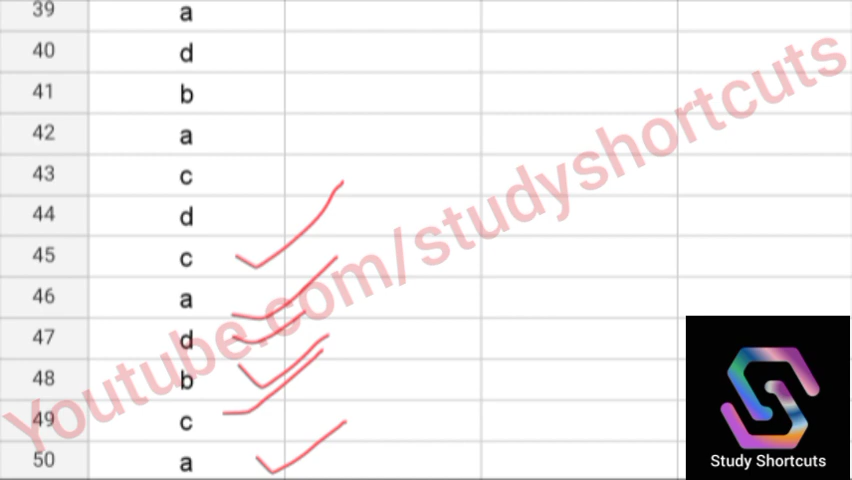 39 a
40 d
41 b
42 a
43 c
44 d
45 c
46 a
47 d
48 b
49 c
50 a
Youtube.com/studyshortcuts
Study Shortcuts